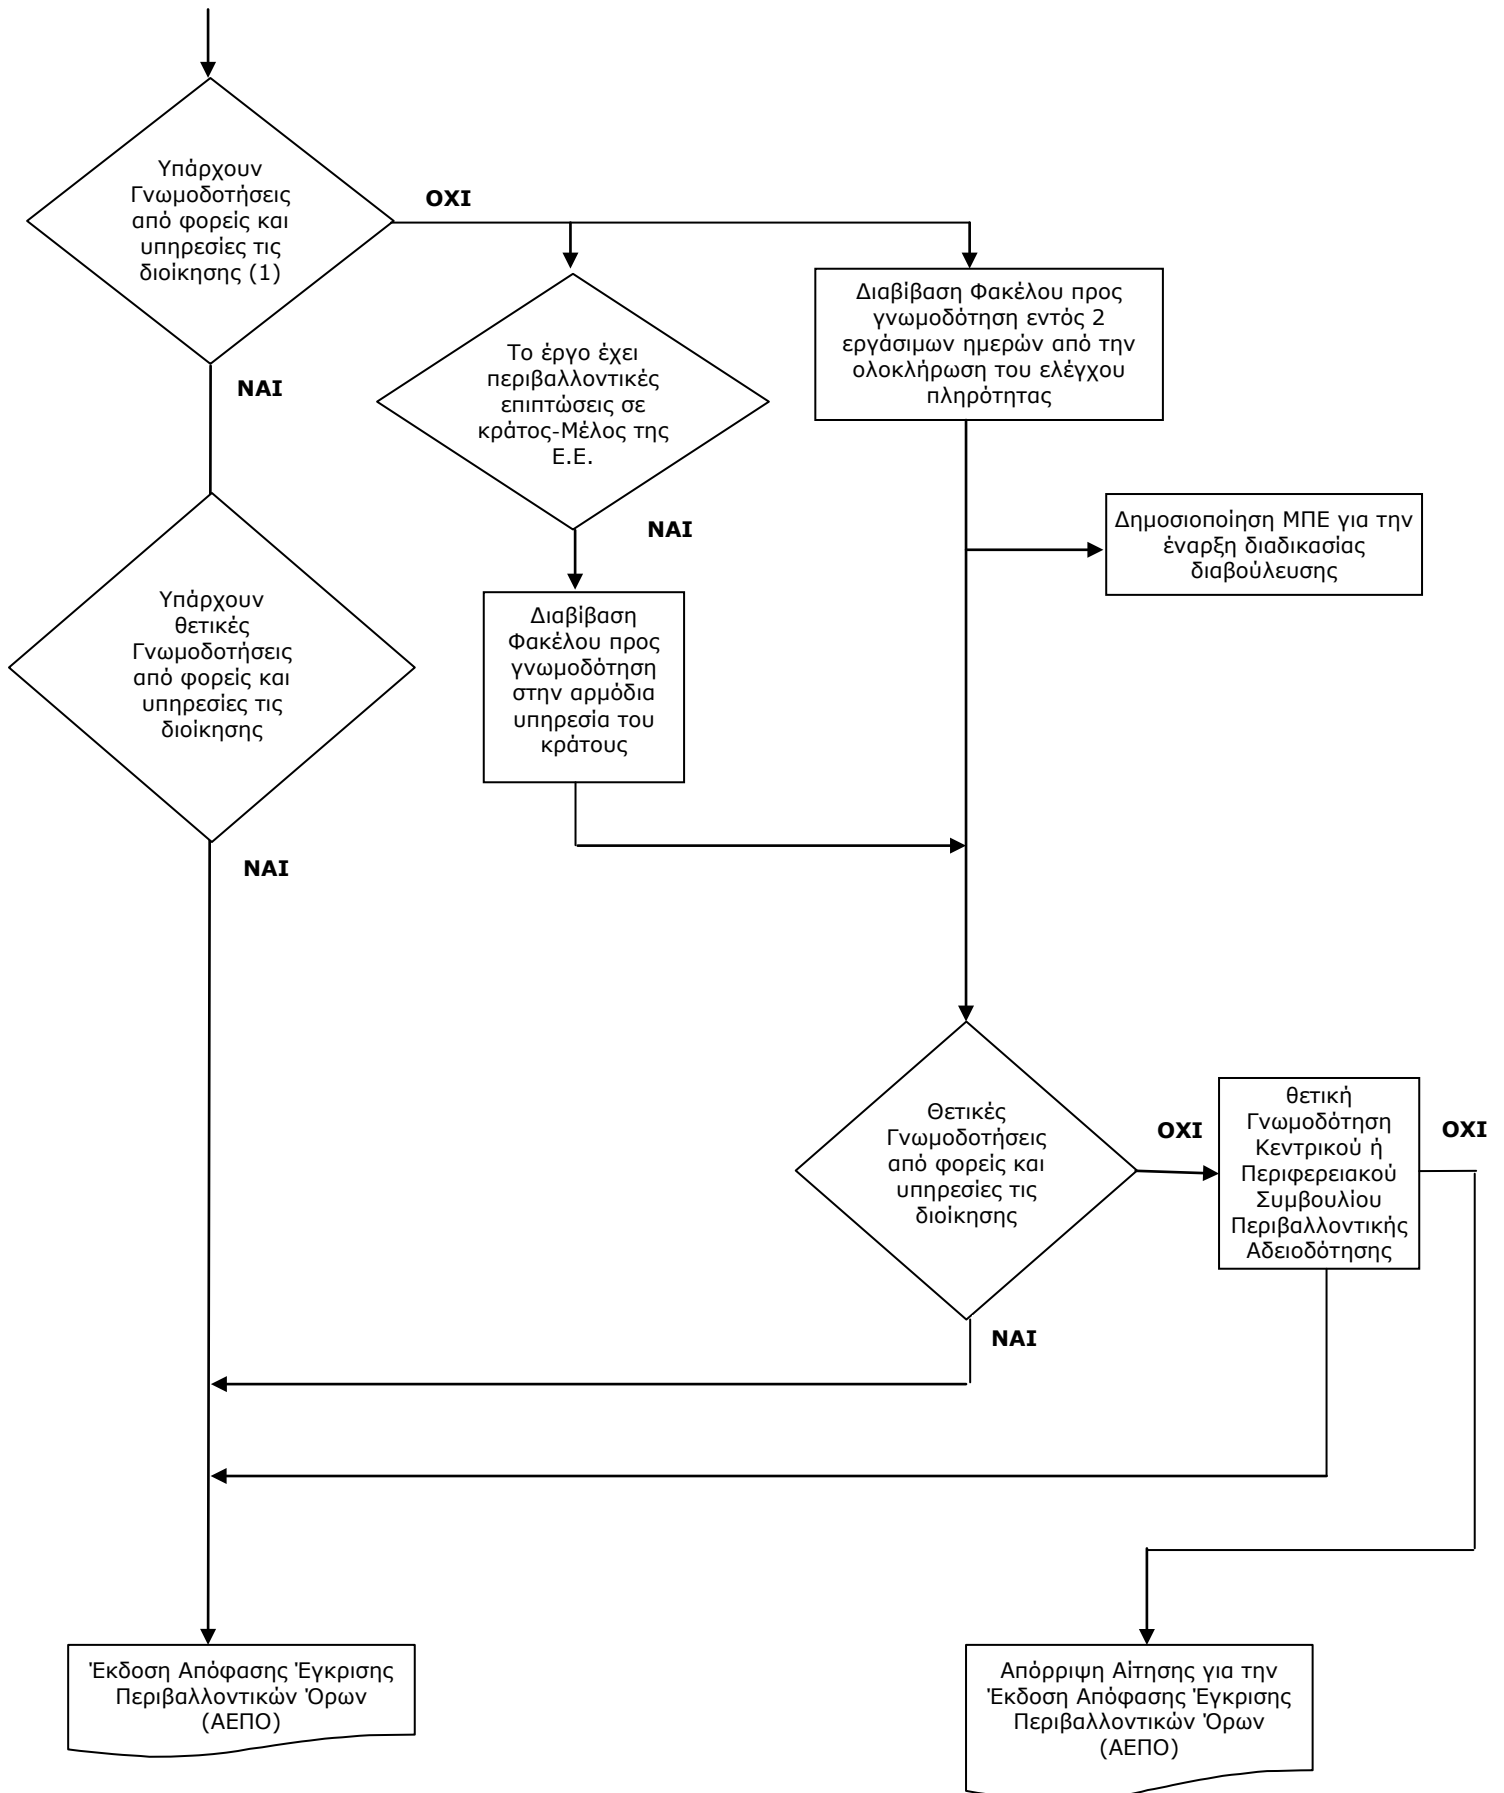 Υπάρχουν
Γνωμοδοτήσεις
από φορείς και
υπηρεσίες τις
διοίκησης (1)
ΟΧΙ
ΝΑΙ
Το έργο έχει
περιβαλλοντικές
επιπτώσεις σε
κράτος-Μέλος της
Ε.Ε.
ΝΑΙ
Διαβίβαση Φακέλου προς
γνωμοδότηση εντός 2
εργάσιμων ημερών από την
ολοκλήρωση του ελέγχου
πληρότητας
Δημοσιοποίηση ΜΠΕ για την
έναρξη διαδικασίας
διαβούλευσης
Υπάρχουν
θετικές
Γνωμοδοτήσεις
από φορείς και
υπηρεσίες τις
διοίκησης
ΝΑΙ
Διαβίβαση
Φακέλου προς
γνωμοδότηση
στην αρμόδια
υπηρεσία του
κράτους
Θετικές
Γνωμοδοτήσεις
από φορείς και
υπηρεσίες τις
διοίκησης
ΟΧΙ
ΝΑΙ
θετική
Γνωμοδότηση
Κεντρικού ή
Περιφερειακού
Συμβουλίου
Περιβαλλοντικής
Αδειοδότησης
ΟΧΙ
Έκδοση Απόφασης Έγκρισης
Περιβαλλοντικών Όρων
(ΑΕΠΟ)
Απόρριψη Αίτησης για την
Έκδοση Απόφασης Έγκρισης
Περιβαλλοντικών Όρων
(ΑΕΠΟ)